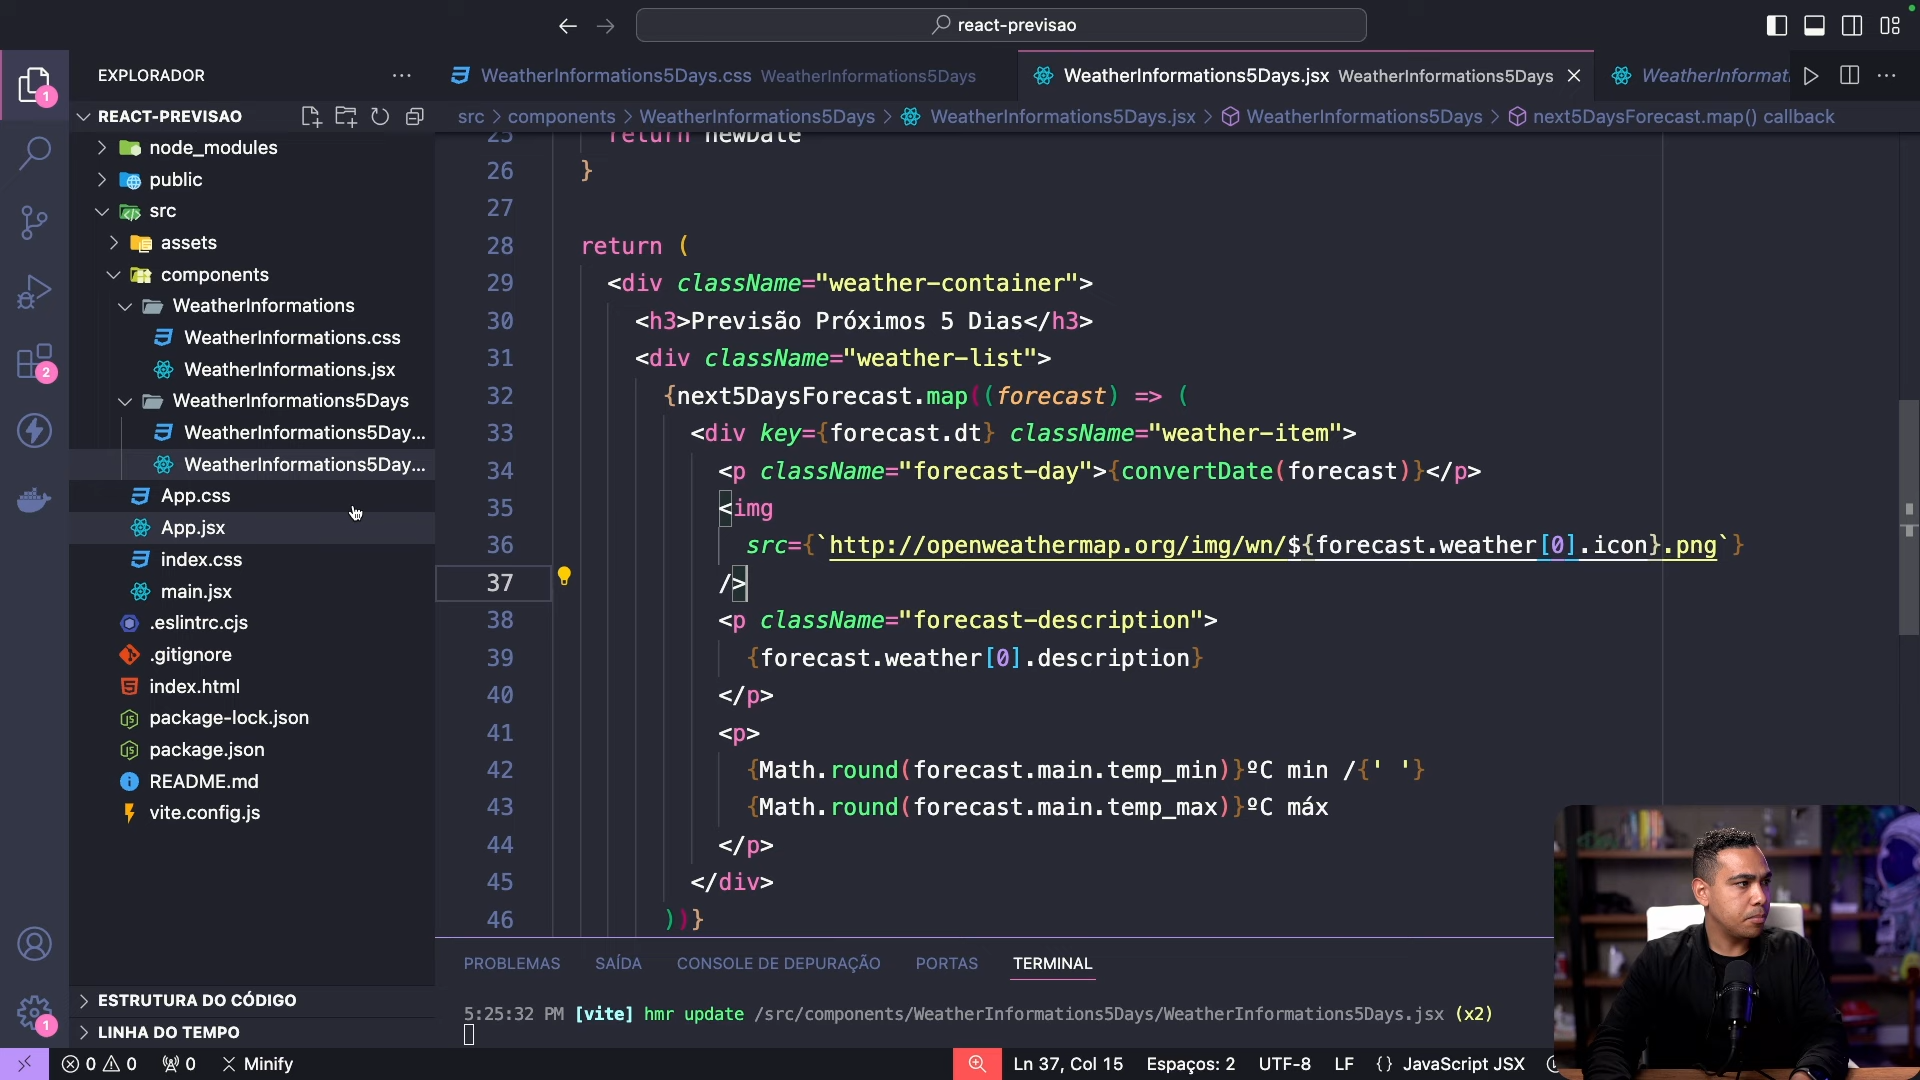 react-previsao
EXPLORADOR
REACT-PREVISAO
node_modules
public
src
assets
components
WeatherInformations
WeatherInformations.css
WeatherInformations.jsx
WeatherInformations5Days
WeatherInformations5Day...
WeatherInformations5Day...
App.css
App.jsx
index.css
main.jsx
.eslintrc.cjs
.gitignore
index.html
package-lock.json
package.json
README.md
vite.config.js
ESTRUTURA DO CÓDIGO
LINHA DO TEMPO
1
2
1
WeatherInformations5Days.css WeatherInformations5Days
WeatherInformations5Days.jsx WeatherInformations5Days
WeatherInformat
src > components > WeatherInformations5Days > WeatherInformations5Days.jsx > WeatherInformations5Days > next5DaysForecast.map() callback
25 return newDate
26 }
27
28 return (
29 <div className="weather-container">
30 <h3>Previsão Próximos 5 Dias</h3>
31 <div className="weather-list">
32 {next5DaysForecast.map((forecast) => (
33 <div key={forecast.dt} className="weather-item">
34 <p className="forecast-day">{convertDate(forecast)}</p>
35 <img
36 src={`http://openweathermap.org/img/wn/${forecast.weather[0].icon}.png`}
37 />
38 <p className="forecast-description">
39 {forecast.weather[0].description}
40 </p>
41 <p>
42 {Math.round(forecast.main.temp_min)}ºC min /{' '}
43 {Math.round(forecast.main.temp_max)}ºC máx
44 </p>
45 </div>
46 ))}
PROBLEMAS SAÍDA CONSOLE DE DEPURAÇÃO PORTAS TERMINAL
5:25:32 PM [vite] hmr update /src/components/WeatherInformations5Days/WeatherInformations5Days.jsx (x2)
0 0 0 Minify
Ln 37, Col 15 Espaços: 2 UTF-8 LF {} JavaScript JSX